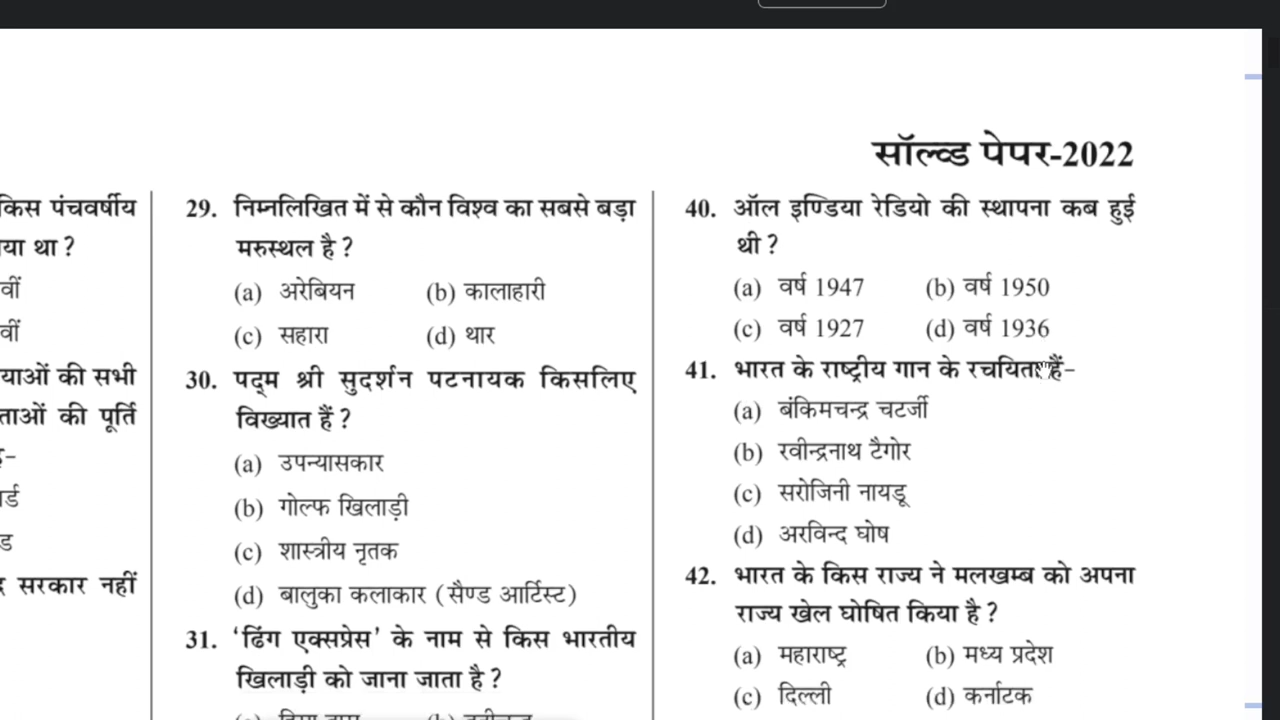 सॉल्व्ड पेपर-2022
किस पंचवर्षीय
या था ?
वीं
वीं
याओं की सभी
ताओं की पूर्ति
र्ड
ड
सरकार नहीं
29. निम्नलिखित में से कौन विश्व का सबसे बड़ा
मरुस्थल है ?
(a) अरेबियन (b) कालाहारी
(c) सहारा (d) थार
30. पद्म श्री सुदर्शन पटनायक किसलिए
विख्यात हैं ?
(a) उपन्यासकार
(b) गोल्फ खिलाड़ी
(c) शास्त्रीय नृतक
(d) बालुका कलाकार (सैण्ड आर्टिस्ट)
31. ‘ढिंग एक्सप्रेस’ के नाम से किस भारतीय
खिलाड़ी को जाना जाता है ?
40. ऑल इण्डिया रेडियो की स्थापना कब हुई
थी ?
(a) वर्ष 1947 (b) वर्ष 1950
(c) वर्ष 1927 (d) वर्ष 1936
41. भारत के राष्ट्रीय गान के रचयिता हैं-
(a) बंकिमचन्द्र चटर्जी
(b) रवीन्द्रनाथ टैगोर
(c) सरोजिनी नायडू
(d) अरविन्द घोष
42. भारत के किस राज्य ने मलखम्ब को अपना
राज्य खेल घोषित किया है ?
(a) महाराष्ट्र (b) मध्य प्रदेश
(c) दिल्ली (d) कर्नाटक